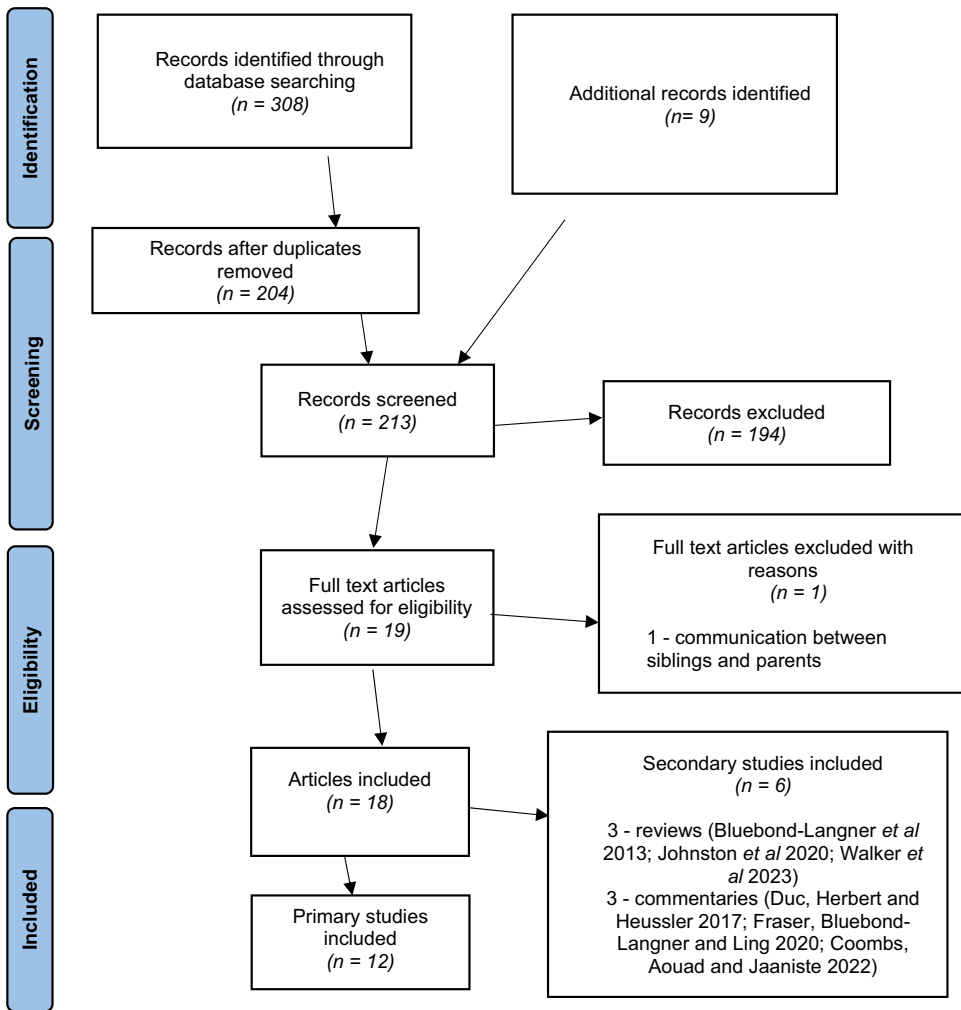 Identification
Records identified through
database searching
(n = 308)
Additional records identified
(n= 9)
Screening
Records after duplicates
removed
(n = 204)
Records screened
(n = 213)
Records excluded
(n = 194)
Eligibility
Full text articles
assessed for eligibility
(n = 19)
Full text articles excluded with
reasons
(n = 1)
1 - communication between
siblings and parents
Included
Articles included
(n = 18)
Secondary studies included
(n = 6)
3 - reviews (Bluebond-Langner et al
2013; Johnston et al 2020; Walker et
al 2023)
3 - commentaries (Duc, Herbert and
Heussler 2017; Fraser, Bluebond-
Langner and Ling 2020; Coombs,
Aouad and Jaaniste 2022)
Primary studies
included
(n = 12)